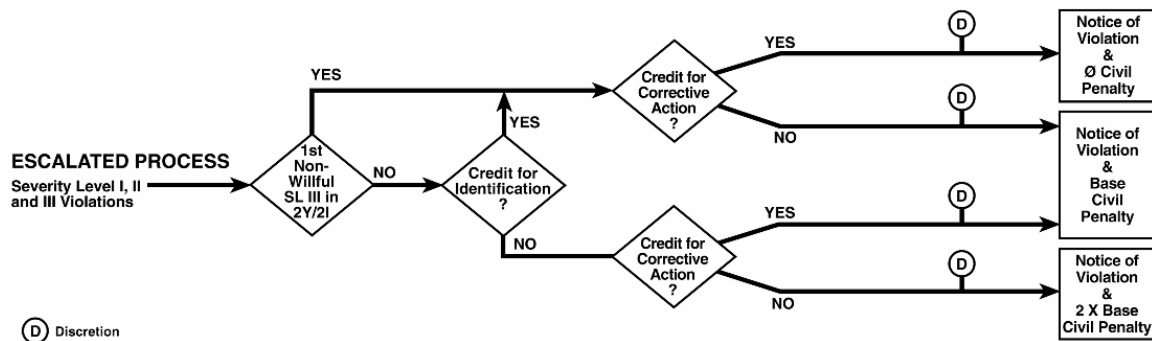 ESCALATED PROCESS
Severity Level I, II
and III Violations
1st
Non-
Willful
SL III in
2Y/2I
YES
NO
Credit for
Identification
?
YES
NO
Credit for
Corrective
Action
?
YES
D
NO
D
Credit for
Corrective
Action
?
YES
D
NO
D
Notice of
Violation
&
Ø Civil
Penalty
Notice of
Violation
&
Base
Civil
Penalty
Notice of
Violation
&
2 X Base
Civil Penalty
D Discretion